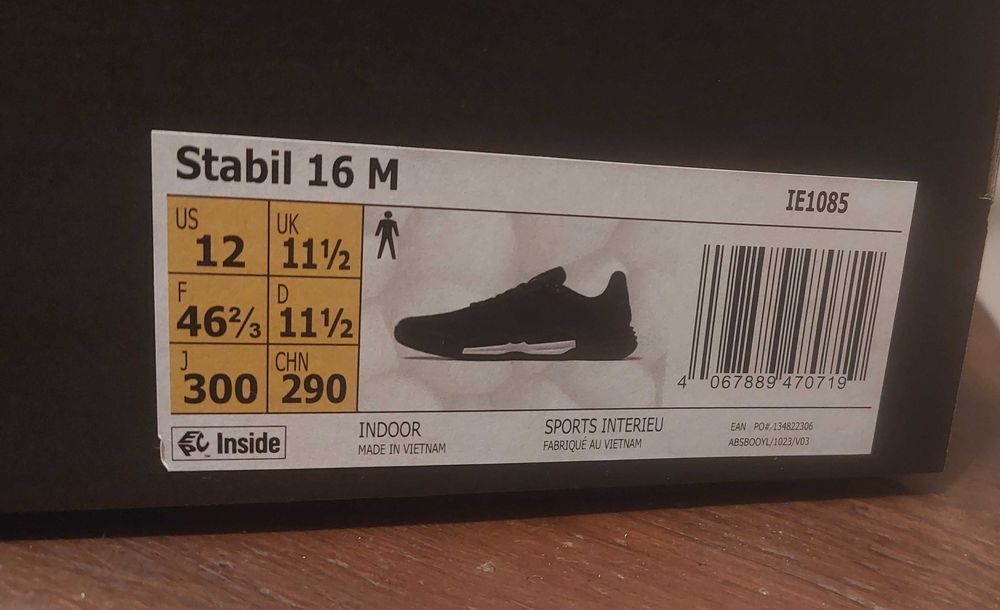 Stabil 16 M
IE1085
US
12
UK
11½
F
46⅔
D
11½
J
300
CHN
290
Inside
INDOOR
MADE IN VIETNAM
SPORTS INTERIEU
FABRIQUÉ AU VIETNAM
4 067889 470719
EAN PO#.134822306
ABSBOOYL/1023/V03